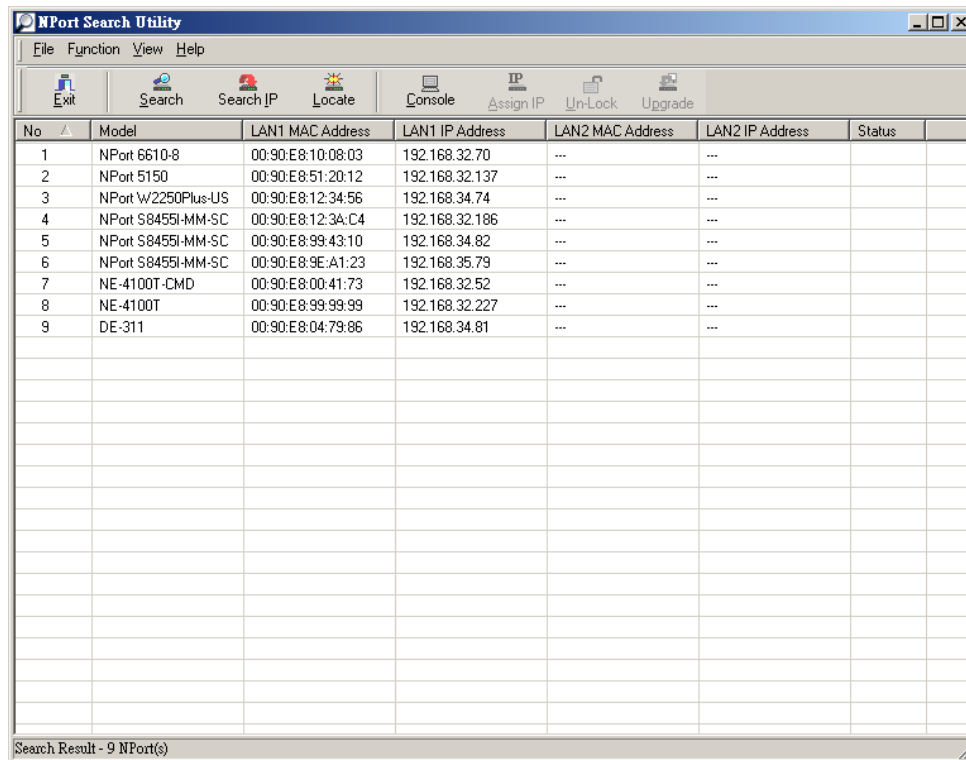 NPort Search Utility
File Function View Help
Exit Search Search IP Locate Console Assign IP Un-Lock Upgrade
No Model LAN1 MAC Address LAN1 IP Address LAN2 MAC Address LAN2 IP Address Status
1 NPort 6610-8 00:90:E8:10:08:03 192.168.32.70 --- ---
2 NPort 5150 00:90:E8:51:20:12 192.168.32.137 --- ---
3 NPort W2250Plus-US 00:90:E8:12:34:56 192.168.34.74 --- ---
4 NPort S8455I-MM-SC 00:90:E8:12:3A:C4 192.168.32.186 --- ---
5 NPort S8455I-MM-SC 00:90:E8:99:43:10 192.168.34.82 --- ---
6 NPort S8455I-MM-SC 00:90:E8:9E:A1:23 192.168.35.79 --- ---
7 NE-4100T-CMD 00:90:E8:00:41:73 192.168.32.52 --- ---
8 NE-4100T 00:90:E8:99:99:99 192.168.32.227 --- ---
9 DE-311 00:90:E8:04:79:86 192.168.34.81 --- ---
Search Result - 9 NPort(s)